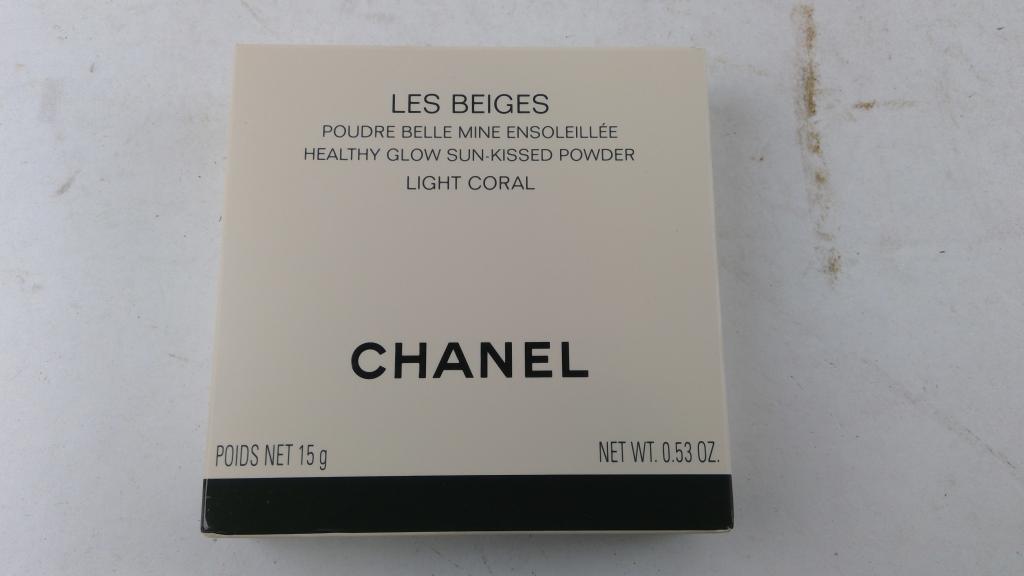 LES BEIGES
POUDRE BELLE MINE ENSOLEILLÉE
HEALTHY GLOW SUN-KISSED POWDER
LIGHT CORAL
CHANEL
POIDS NET 15 g NET WT. 0.53 OZ.